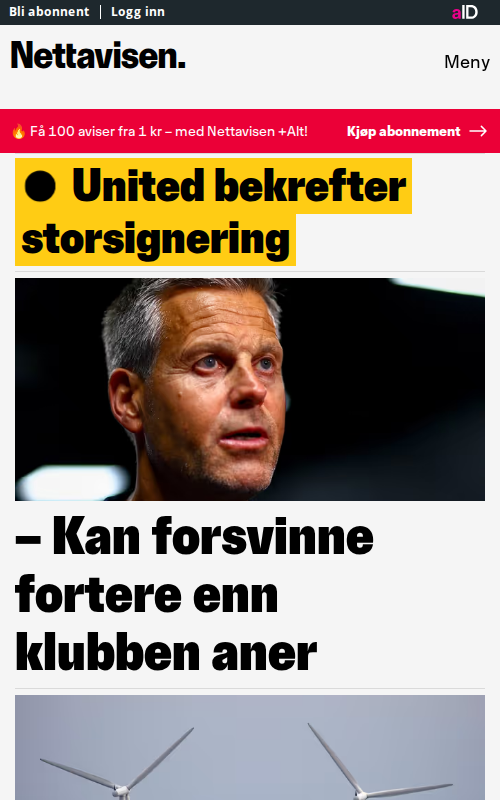 Bli abonnent | Logg inn
aID
Nettavisen.
Meny
🔥 Få 100 aviser fra 1 kr – med Nettavisen +Alt!
Kjøp abonnement →
● United bekrefter
storsignering
– Kan forsvinne
fortere enn
klubben aner